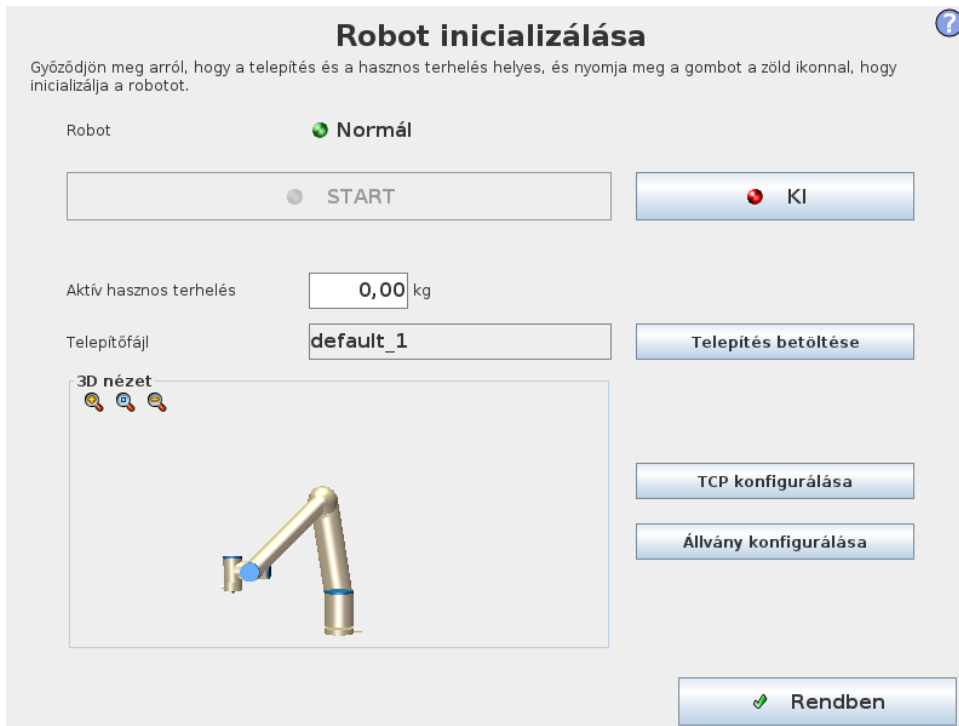 Robot inicializálása
?
Győződjön meg arról, hogy a telepítés és a hasznos terhelés helyes, és nyomja meg a gombot a zöld ikonnal, hogy
inicializálja a robotot.
Robot
Normál
START
KI
Aktív hasznos terhelés
0,00 kg
Telepítőfájl
default_1
Telepítés betöltése
3D nézet
TCP konfigurálása
Állvány konfigurálása
Rendben